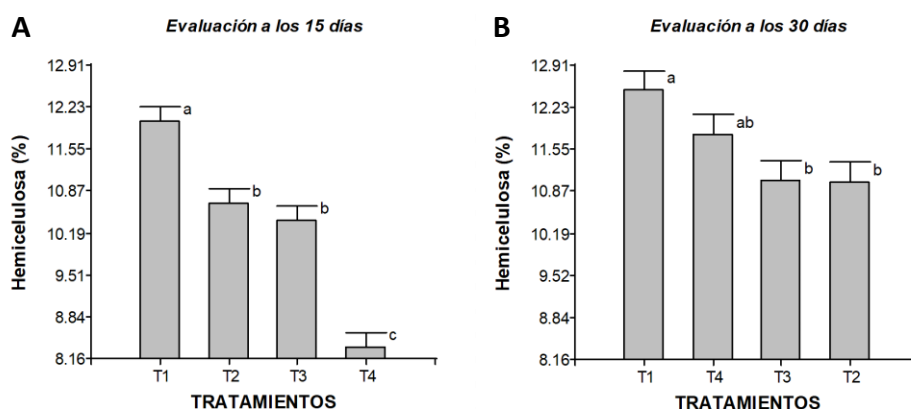 A
Evaluación a los 15 días
12.91
12.23
11.55
10.87
10.19
9.51
8.84
8.16
Hemicelulosa (%)
a
b
b
c
T1 T2 T3 T4
TRATAMIENTOS
B
Evaluación a los 30 días
12.91
12.23
11.55
10.87
10.19
9.52
8.84
8.16
Hemicelulosa (%)
a
ab
b
b
T1 T4 T3 T2
TRATAMIENTOS